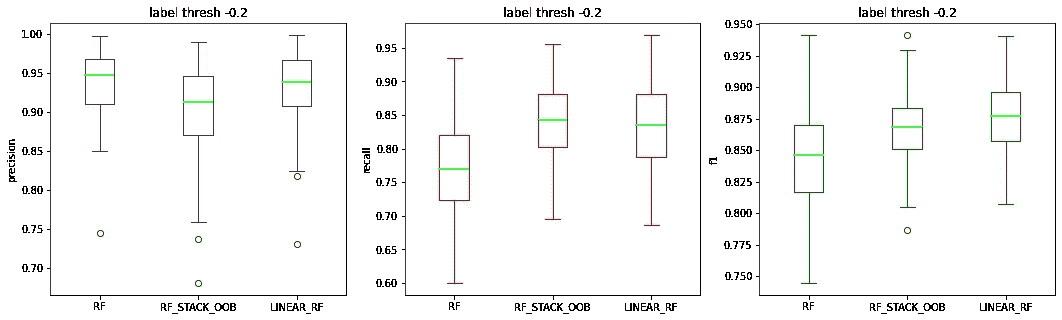 label thresh -0.2
precision
1.00
0.95
0.90
0.85
0.80
0.75
0.70
RF
RF_STACK_OOB
LINEAR_RF
label thresh -0.2
recall
0.95
0.90
0.85
0.80
0.75
0.70
0.65
0.60
RF
RF_STACK_OOB
LINEAR_RF
label thresh -0.2
f1
0.950
0.925
0.900
0.875
0.850
0.825
0.800
0.775
0.750
RF
RF_STACK_OOB
LINEAR_RF